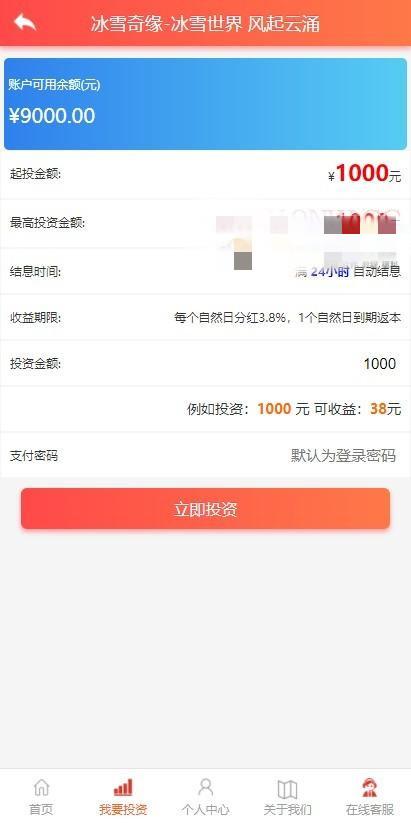 冰雪奇缘-冰雪世界 风起云涌
账户可用余额(元)
¥9000.00
起投金额: ¥1000元
最高投资金额:
结息时间: 满 24小时 自动结息
收益期限: 每个自然日分红3.8%，1个自然日到期返本
投资金额: 1000
例如投资：1000 元 可收益：38元
支付密码 默认为登录密码
立即投资
首页 我要投资 个人中心 关于我们 在线客服